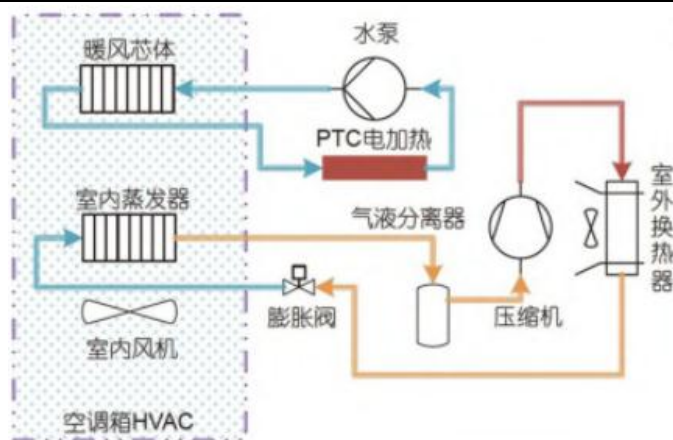 水泵
暖风芯体
PTC电加热
室内蒸发器
气液分离器
室外换热器
膨胀阀
压缩机
室内风机
空调箱HVAC